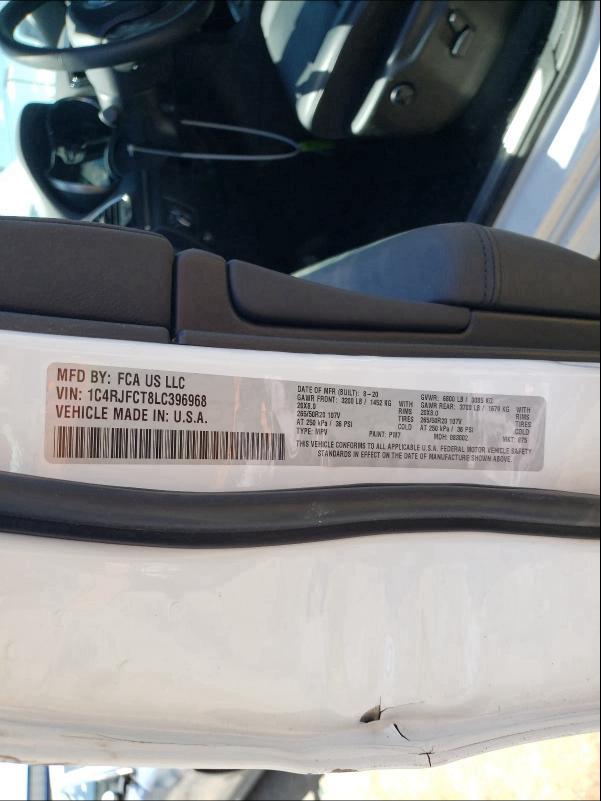 MFD BY: FCA US LLC
VIN: 1C4RJFCT8LC396968
VEHICLE MADE IN U.S.A.
DATE OF MFR (BUILT): 8-20
GVWR: 6800 LB / 3085 KG
GAWR FRONT: 3200 LB / 1452 KG WITH
GAWR REAR: 3700 LB / 1679 KG WITH
20X8.0 RIMS
20X8.0 RIMS
265/50R20 107V TIRES
265/50R20 107V TIRES
AT 250 kPa / 36 PSI COLD
AT 250 kPa / 36 PSI COLD
TYPE: MPV PAINT: PW7 MDH: 083002 MKT: 075
THIS VEHICLE CONFORMS TO ALL APPLICABLE U.S.A. FEDERAL MOTOR VEHICLE SAFETY
STANDARDS IN EFFECT ON THE DATE OF MANUFACTURE SHOWN ABOVE.